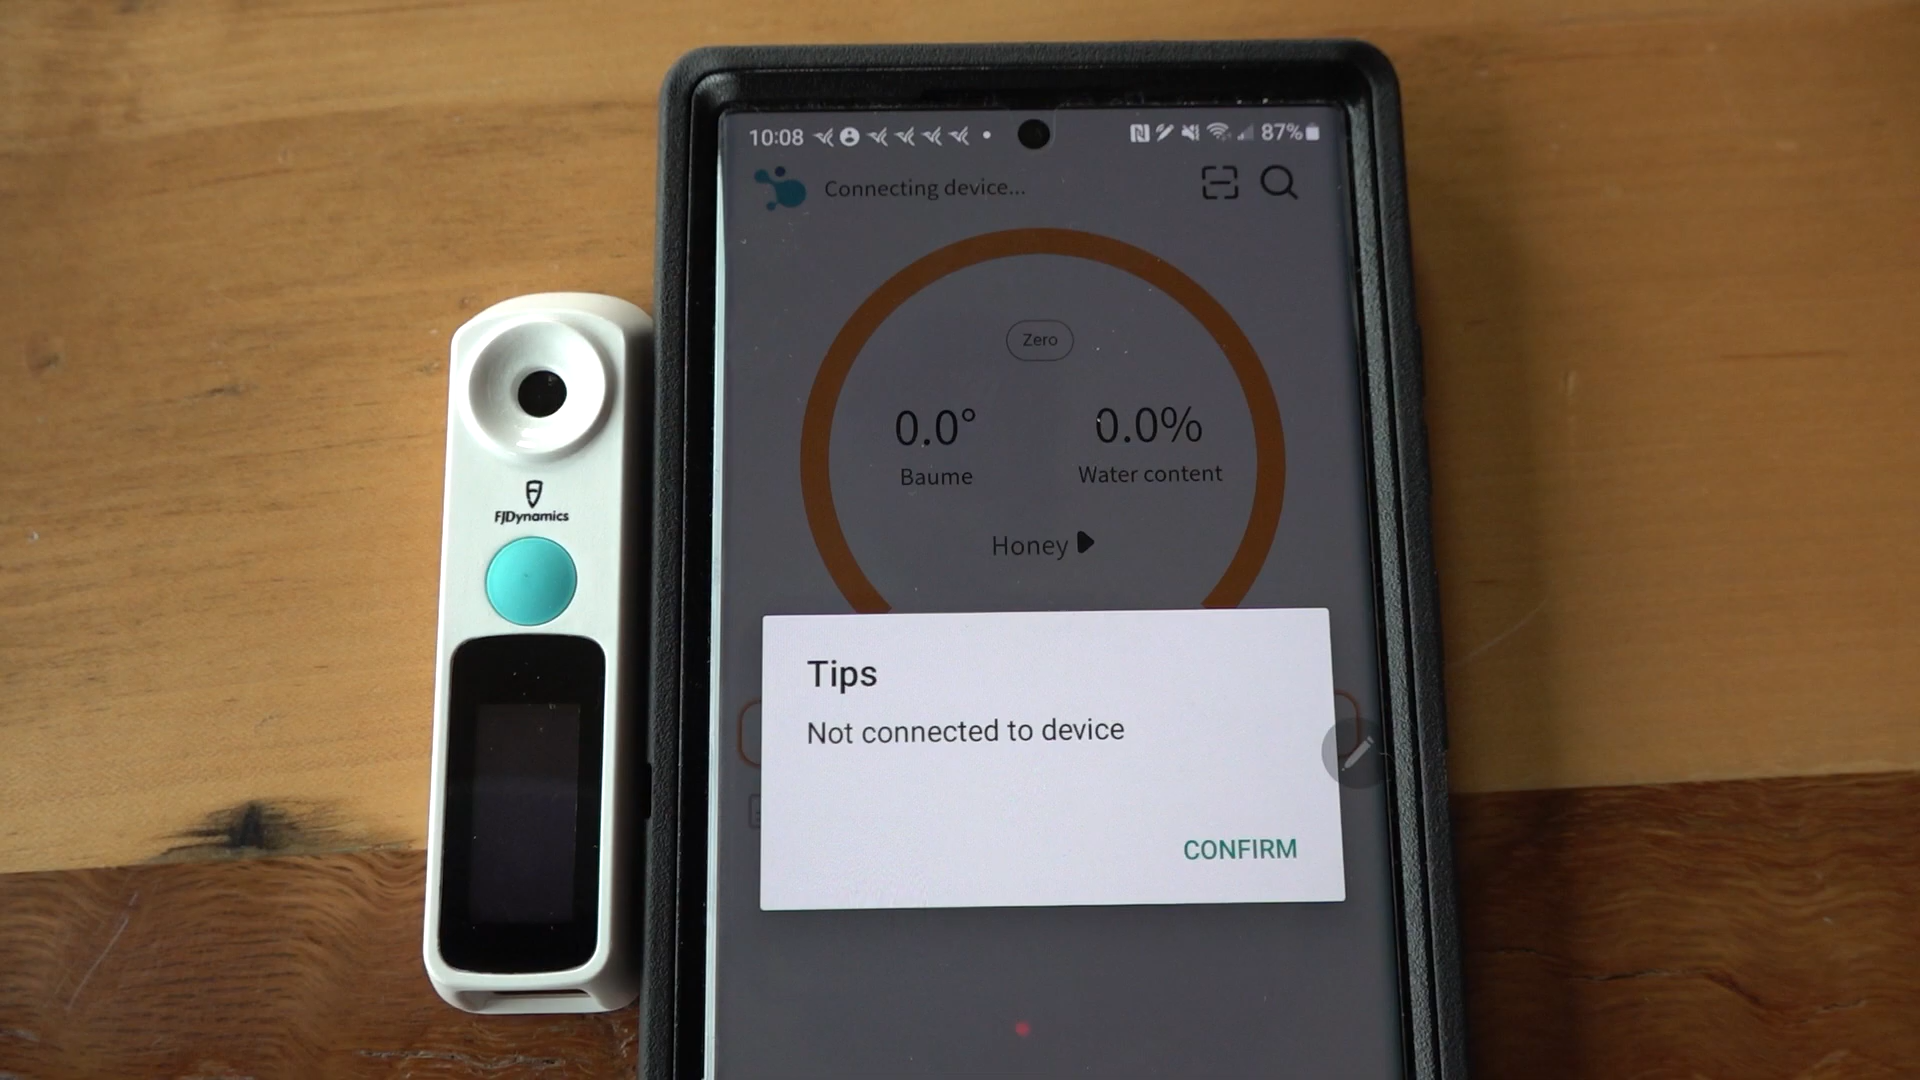 10:08
87%
Connecting device...
Zero
0.0° 0.0%
Baume Water content
Honey
Tips
Not connected to device
CONFIRM
FJDynamics